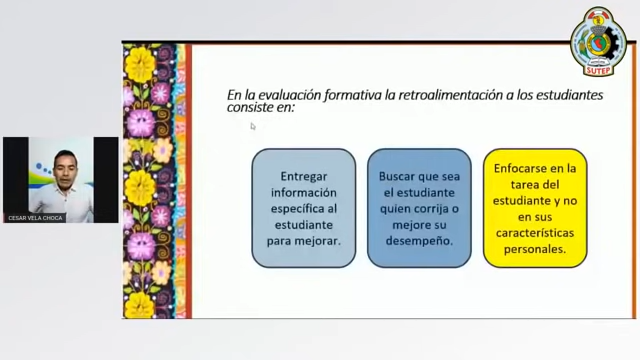 SUTEP
En la evaluación formativa la retroalimentación a los estudiantes
consiste en:
Entregar
información
específica al
estudiante
para mejorar.
Buscar que sea
el estudiante
quien corrija o
mejore su
desempeño.
Enfocarse en la
tarea del
estudiante y no
en sus
características
personales.
CESAR VELA CHOCA